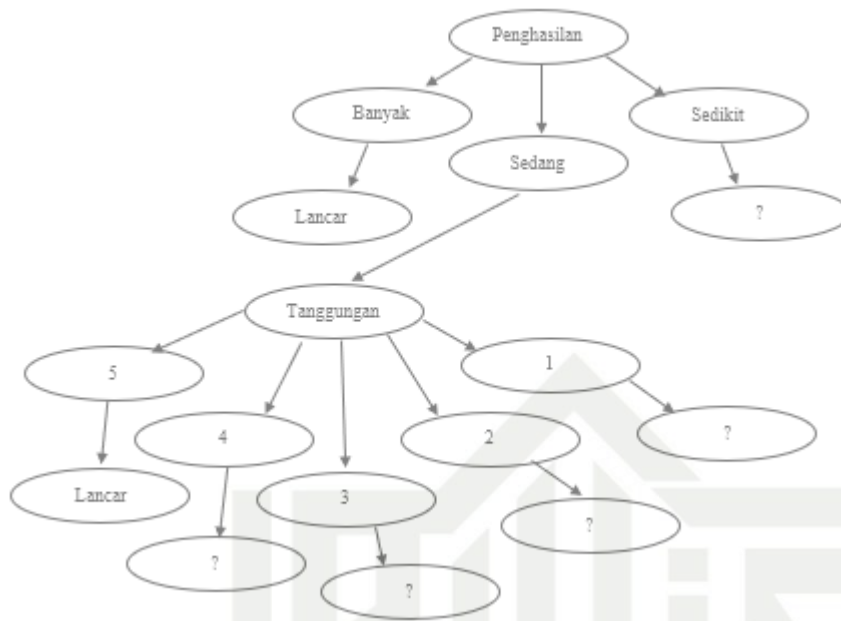 Penghasilan
Banyak
Sedang
Sedikit
Lancar
?
Tanggungan
5
4
3
2
1
Lancar
?
?
?
?